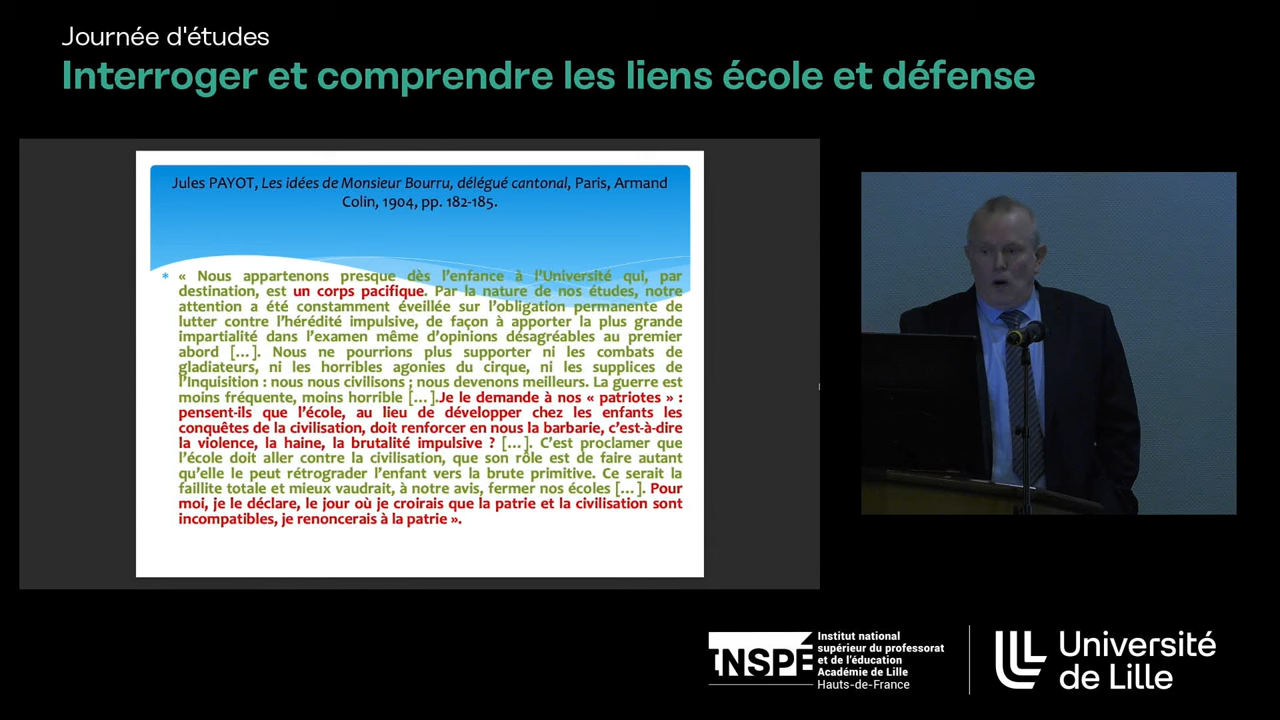 Journée d'études
Interroger et comprendre les liens école et défense
Jules PAYOT, Les idées de Monsieur Bourru, délégué cantonal, Paris, Armand
Colin, 1904, pp. 182-185.
* « Nous appartenons presque dès l'enfance à l'Université qui, par
destination, est un corps pacifique. Par la nature de nos études, notre
attention a été constamment éveillée sur l'obligation permanente de
lutter contre l'hérédité impulsive, de façon à apporter la plus grande
impartialité dans l'examen même d'opinions désagréables au premier
abord [...]. Nous ne pourrions plus supporter ni les combats de
gladiateurs, ni les horribles agonies du cirque, ni les supplices de
l'Inquisition : nous nous civilisons ; nous devenons meilleurs. La guerre est
moins fréquente, moins horrible [...].Je le demande à nos « patriotes » :
pensent-ils que l'école, au lieu de développer chez les enfants les
conquêtes de la civilisation, doit renforcer en nous la barbarie, c'est-à-dire
la violence, la haine, la brutalité impulsive ? [...]. C'est proclamer que
l'école doit aller contre la civilisation, que son rôle est de faire autant
qu'elle le peut rétrograder l'enfant vers la brute primitive. Ce serait la
faillite totale et mieux vaudrait, à notre avis, fermer nos écoles [...]. Pour
moi, je le déclare, le jour où je croirais que la patrie et la civilisation sont
incompatibles, je renoncerais à la patrie ».
INSPÉ
Institut national
supérieur du professorat
et de l'éducation
Académie de Lille
Hauts-de-France
Université
de Lille